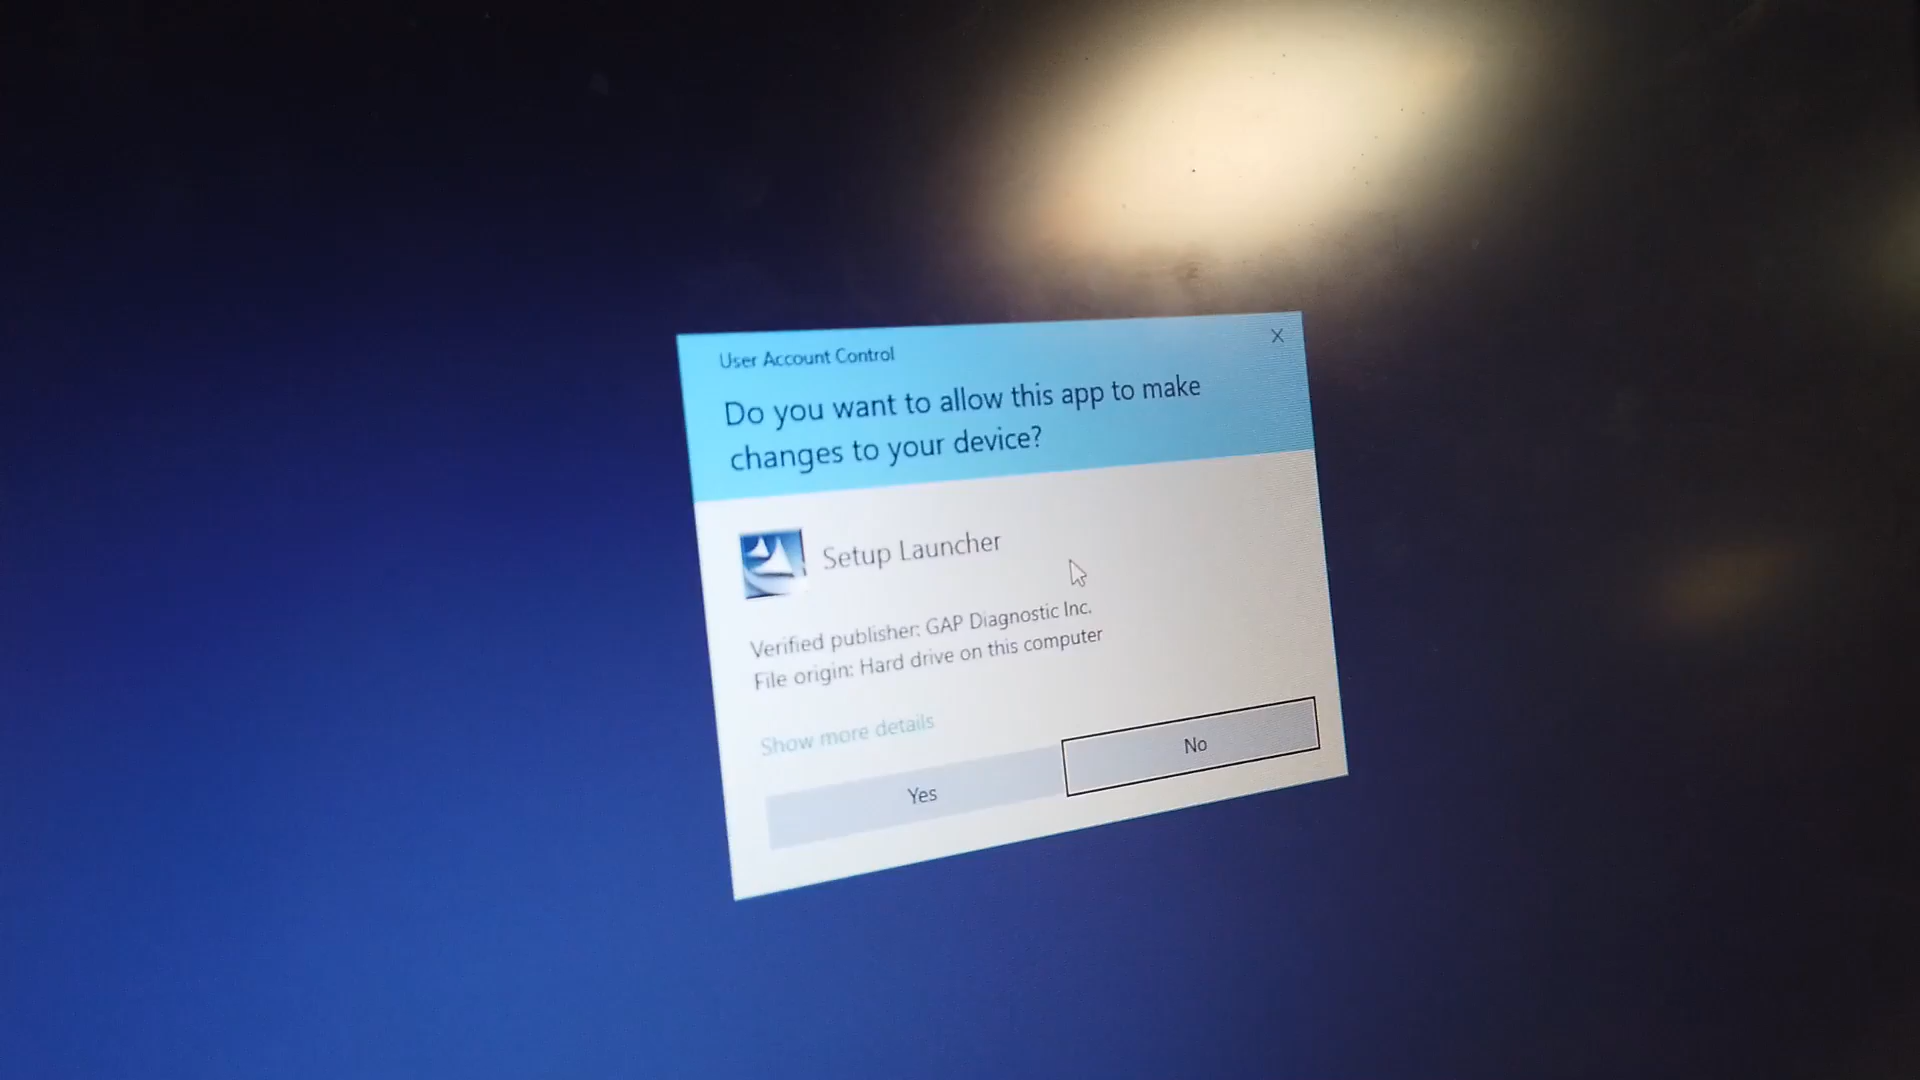 User Account Control
X
Do you want to allow this app to make
changes to your device?
Setup Launcher
Verified publisher: GAP Diagnostic Inc.
File origin: Hard drive on this computer
Show more details
Yes
No